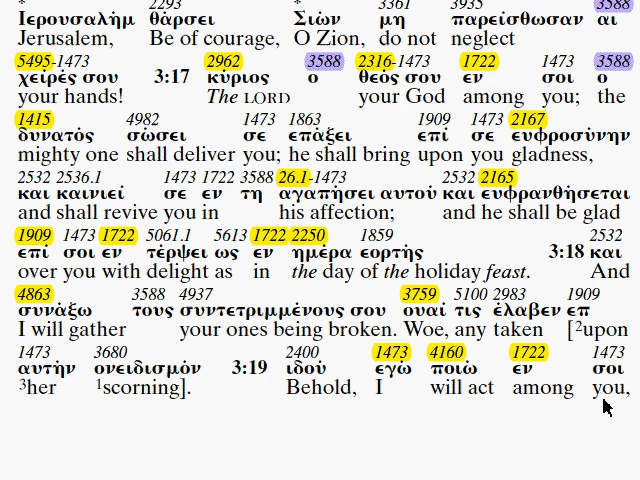 * 2293 * 3361 3935 3588
Ιερουσαλήμ θάρσει Σιών μη παρείσθωσαν αι
Jerusalem, Be of courage, O Zion, do not neglect
5495-1473 2962 3588 2316-1473 1722 1473 3588
χείρές σου 3:17 κύριος ο θεός σου εν σοι ο
your hands! The LORD your God among you; the
1415 4982 1473 1863 1909 1473 2167
δυνατός σώσει σε επάξει επί σε ευφροσύνην
mighty one shall deliver you; he shall bring upon you gladness,
2532 2536.1 1473 1722 3588 26.1-1473 2532 2165
και καινιεί σε εν τη αγαπήσει αυτού και ευφρανθήσεται
and shall revive you in his affection; and he shall be glad
1909 1473 1722 5061.1 5613 1722 2250 1859 2532
επί σοι εν τέρψει ως εν ημέρα εορτής 3:18 και
over you with delight as in the day of the holiday feast. And
4863 3588 4937 3759 5100 2983 1909
συνάξω τους συντετριμμένους σου ουαί τις έλαβεν επ
I will gather your ones being broken. Woe, any taken [2upon
1473 3680 2400 1473 4160 1722 1473
αυτήν ονειδισμόν 3:19 ιδού εγώ ποιώ εν σοι
3her 1scorning]. Behold, I will act among you,